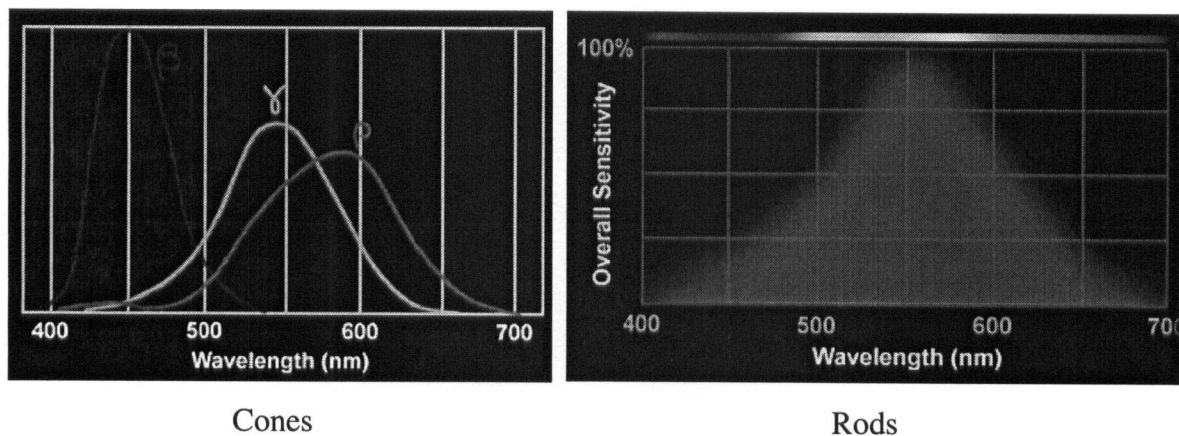 β
γ
ρ
400 500 600 700
Wavelength (nm)
100%
Overall Sensitivity
400 500 600 700
Wavelength (nm)
Cones
Rods